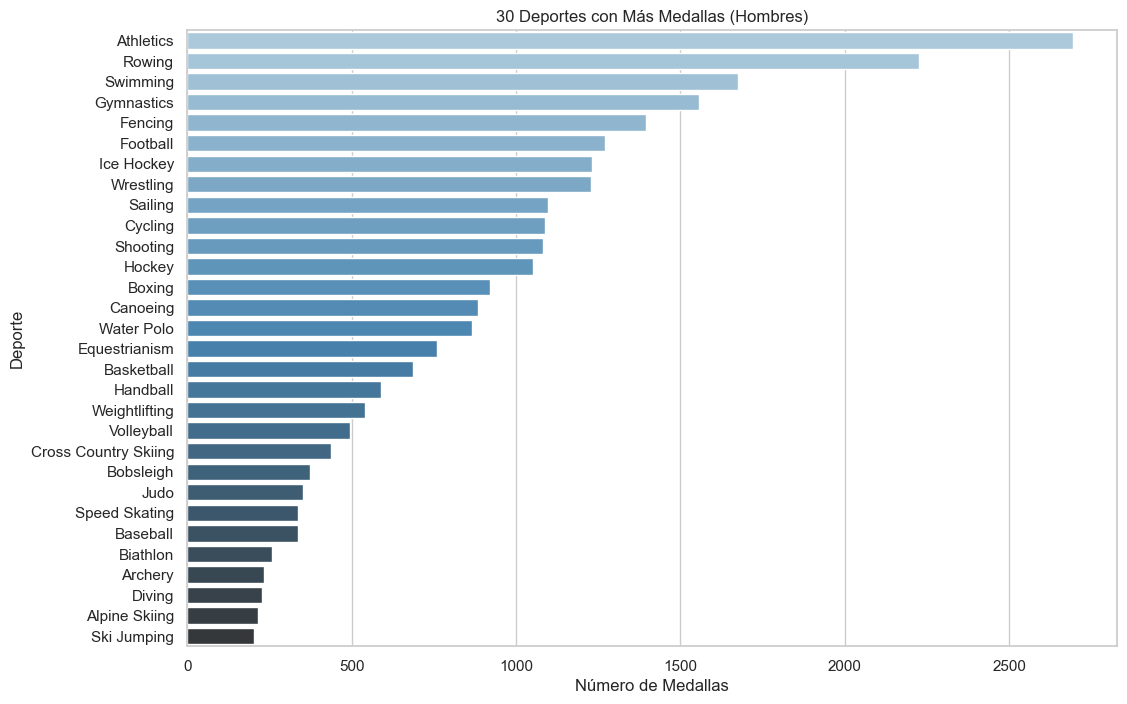 30 Deportes con Más Medallas (Hombres)
Deporte
Athletics
Rowing
Swimming
Gymnastics
Fencing
Football
Ice Hockey
Wrestling
Sailing
Cycling
Shooting
Hockey
Boxing
Canoeing
Water Polo
Equestrianism
Basketball
Handball
Weightlifting
Volleyball
Cross Country Skiing
Bobsleigh
Judo
Speed Skating
Baseball
Biathlon
Archery
Diving
Alpine Skiing
Ski Jumping
0 500 1000 1500 2000 2500
Número de Medallas